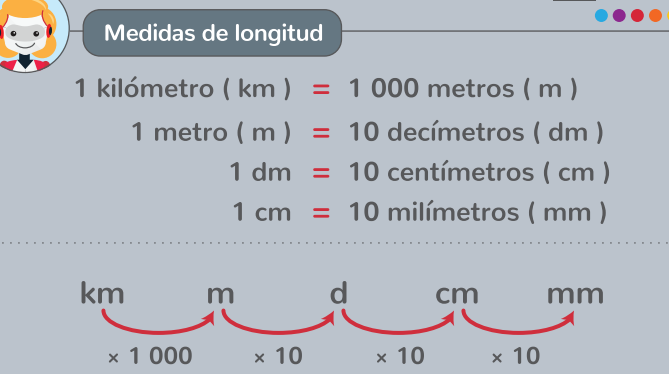 Medidas de longitud
1 kilómetro ( km ) = 1 000 metros ( m )
1 metro ( m ) = 10 decímetros ( dm )
1 dm = 10 centímetros ( cm )
1 cm = 10 milímetros ( mm )
km m d cm mm
× 1 000 × 10 × 10 × 10